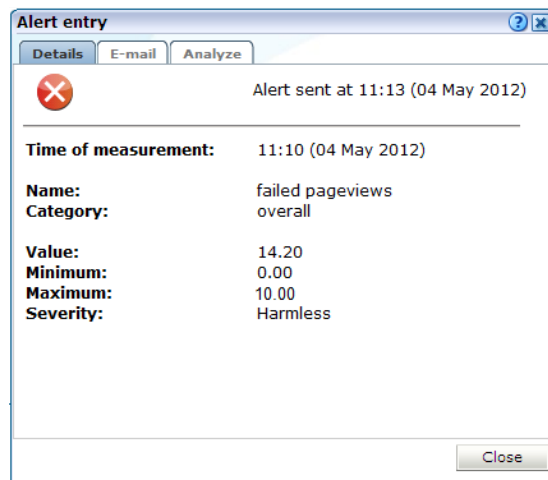 Alert entry
?
Details E-mail Analyze
Alert sent at 11:13 (04 May 2012)
Time of measurement: 11:10 (04 May 2012)
Name: failed pageviews
Category: overall
Value: 14.20
Minimum: 0.00
Maximum: 10.00
Severity: Harmless
Close